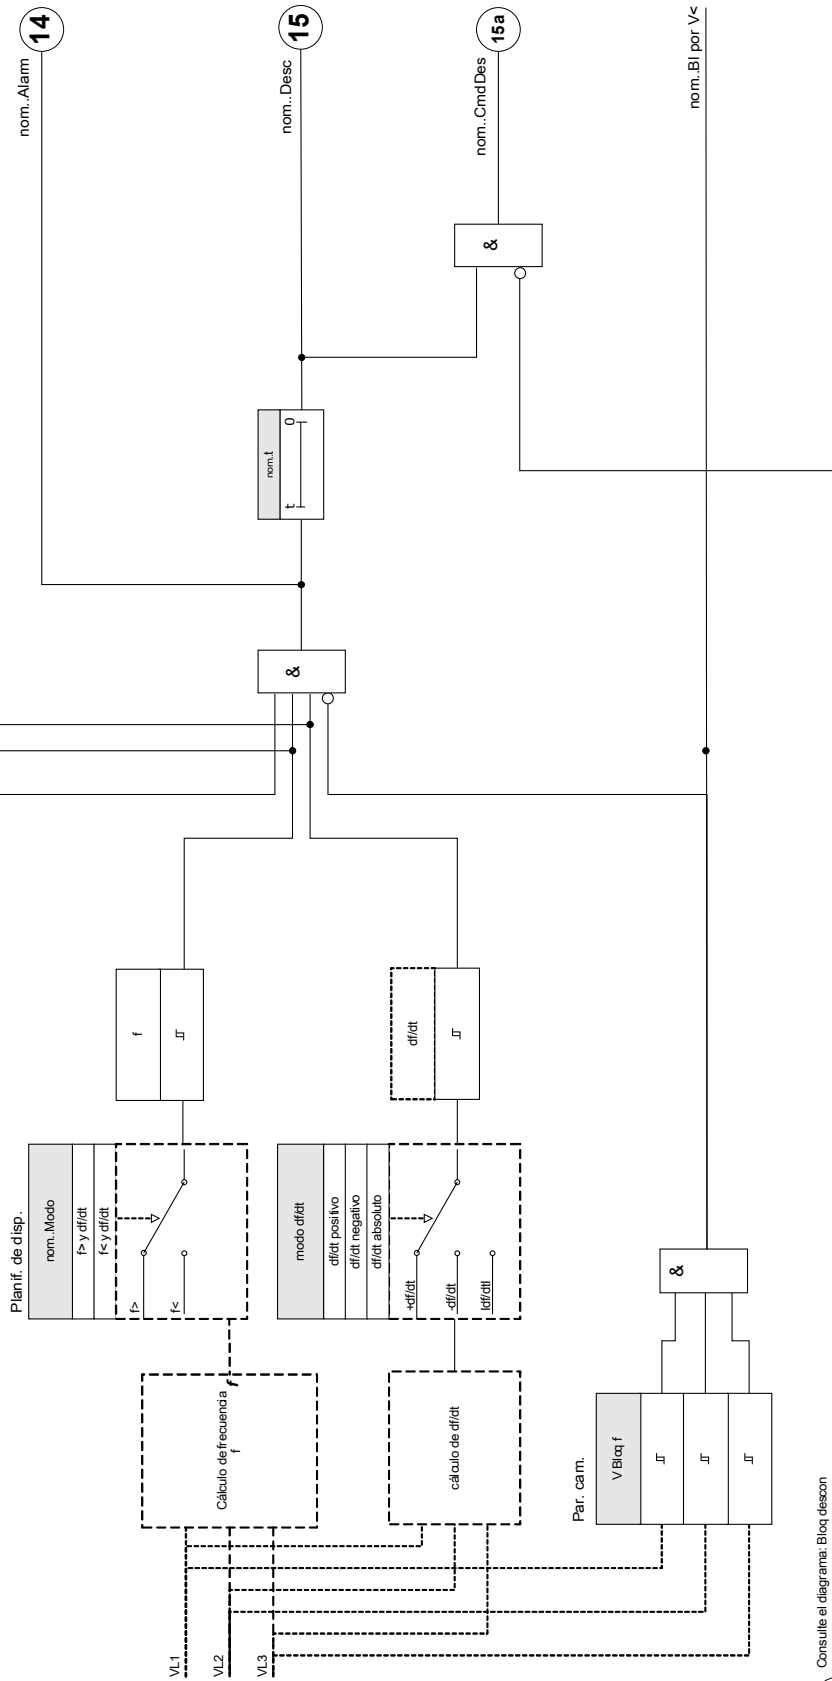 14
nom..Alarm
15
nom..Desc
15a
nom..CmdDes
nom..Bl por V<
&
nom.t
t
0
&
f
df/dt
Planif. de disp.
nom..Modo
f> y df/dt
f< y df/dt
f>
f<
modo df/dt
df/dt positivo
df/dt negativo
df/dt absoluto
+df/dt
-df/dt
|df/dt|
Cálculo de frecuencia
f
f
cálculo de df/dt
Par. cam.
V Bloq f
&
VL1
VL2
VL3
Consulte el diagrama: Bloq descon